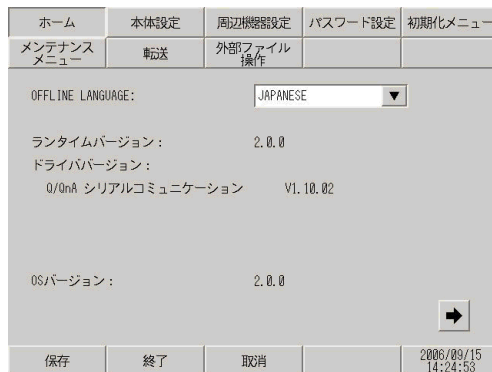 ホーム 本体設定 周辺機器設定 パスワード設定 初期化メニュー
メンテナンス
メニュー 転送 外部ファイル
操作
OFFLINE LANGUAGE: JAPANESE
ランタイムバージョン: 2.0.0
ドライババージョン:
Q/QnA シリアルコミュニケーション V1.10.02
OSバージョン: 2.0.0
保存 終了 取消 2006/09/15
14:24:53